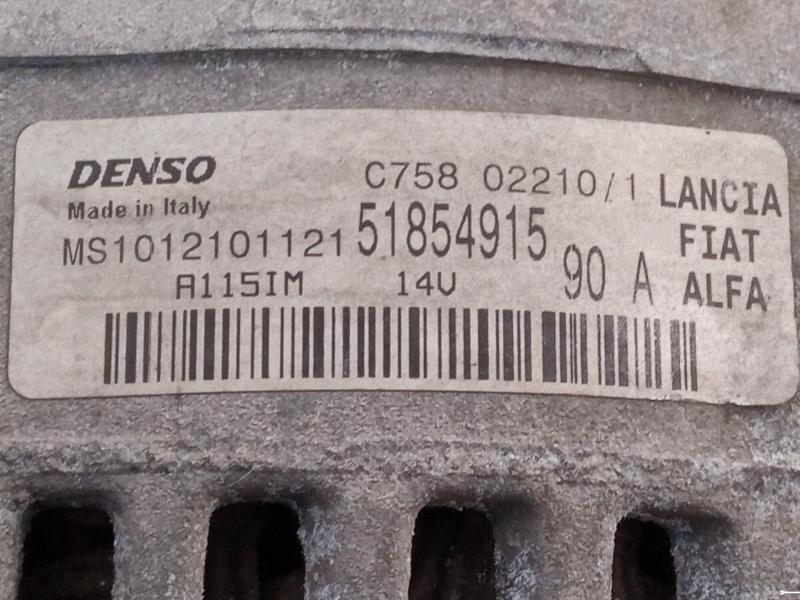 DENSO
Made in Italy
C758 02210/1
LANCIA
MS1012101121
51854915
FIAT
A115IM
14V
90 A
ALFA